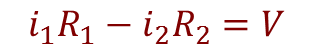 i₁R₁ − i₂R₂ = V